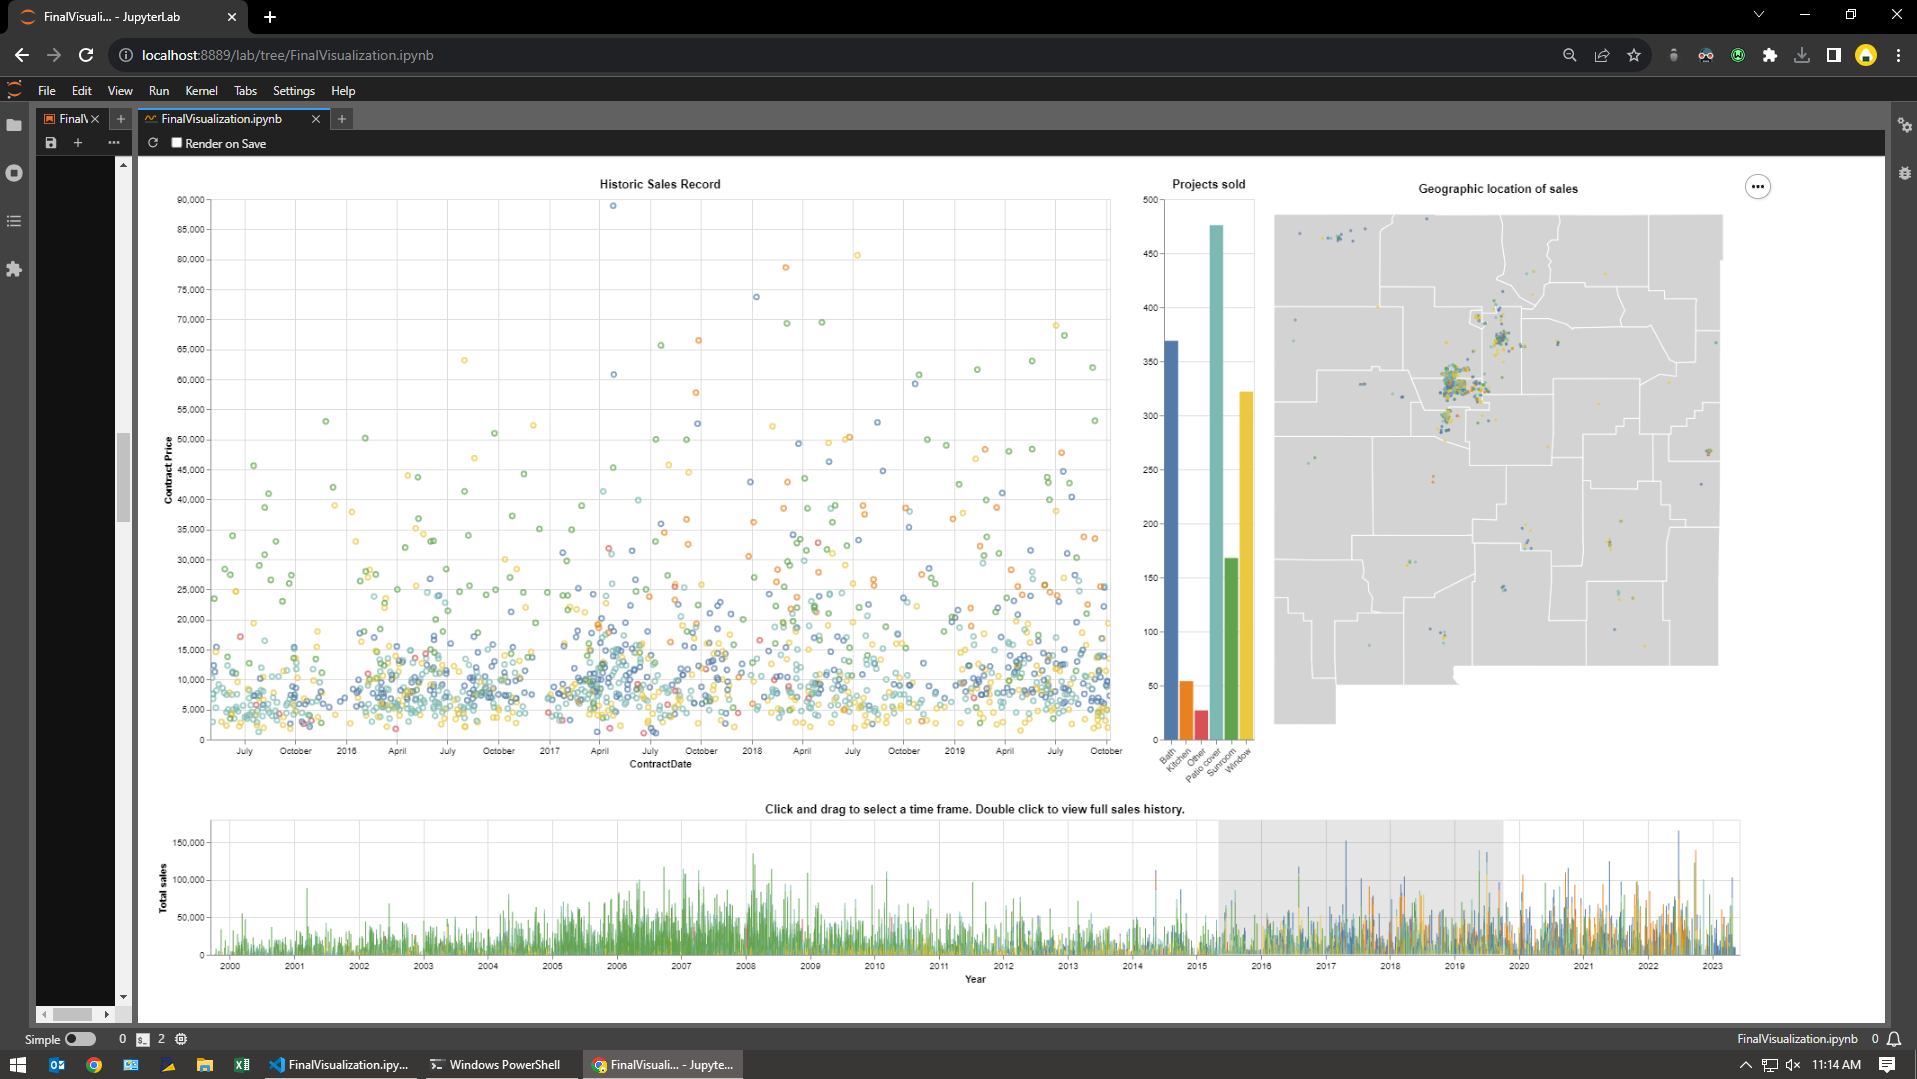 FinalVisuali... - JupyterLab
localhost:8889/lab/tree/FinalVisualization.ipynb
File Edit View Run Kernel Tabs Settings Help
FinalV
FinalVisualization.ipynb
Render on Save
Historic Sales Record
90,000
85,000
80,000
75,000
70,000
65,000
60,000
55,000
50,000
45,000
40,000
35,000
30,000
25,000
20,000
15,000
10,000
5,000
0
Contract Price
July October 2016 April July October 2017 April July October 2018 April July October 2019 April July October
ContractDate
Projects sold
500
450
400
350
300
250
200
150
100
50
0
Bath
Kitchen
Other
Patio cover
Sunroom
Window
Geographic location of sales
Click and drag to select a time frame. Double click to view full sales history.
150,000
100,000
50,000
0
Total sales
2000 2001 2002 2003 2004 2005 2006 2007 2008 2009 2010 2011 2012 2013 2014 2015 2016 2017 2018 2019 2020 2021 2022 2023
Year
Simple 0 $_ 2
FinalVisualization.ipynb 0
FinalVisualization.ipy...
Windows PowerShell
FinalVisuali... - Jupyte...
11:14 AM